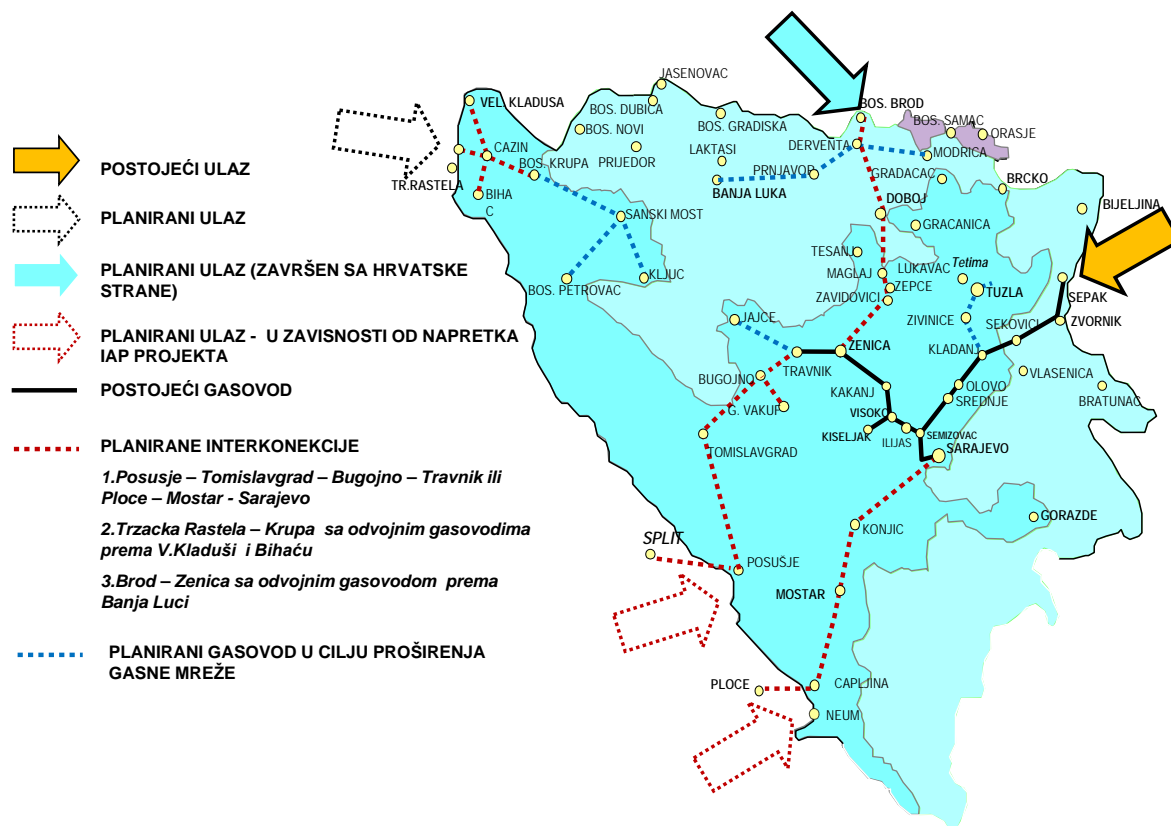 POSTOJEĆI ULAZ
PLANIRANI ULAZ
PLANIRANI ULAZ (ZAVRŠEN SA HRVATSKE
STRANE)
PLANIRANI ULAZ - U ZAVISNOSTI OD NAPRETKA
IAP PROJEKTA
POSTOJEĆI GASOVOD
PLANIRANE INTERKONEKCIJE
1.Posusje – Tomislavgrad – Bugojno – Travnik ili
Ploce – Mostar - Sarajevo
2.Trzacka Rastela – Krupa sa odvojnim gasovodima
prema V.Kladuši i Bihaću
3.Brod – Zenica sa odvojnim gasovodom prema
Banja Luci
PLANIRANI GASOVOD U CILJU PROŠIRENJA
GASNE MREŽE
JASENOVAC
VEL. KLADUSA
BOS. DUBICA
BOS. BROD
BOS. NOVI
BOS. GRADISKA
BOS. SAMAC
ORASJE
CAZIN
PRIJEDOR
LAKTASI
DERVENTA
MODRICA
BOS. KRUPA
PRNJAVOR
GRADACAC
TR.RASTELA
BIHA
C
BANJA LUKA
BRCKO
DOBOJ
BIJELJINA
SANSKI MOST
GRACANICA
TESANJ
Tetima
LUKAVAC
MAGLAJ
KLJUC
BOS. PETROVAC
ZEPCE
TUZLA
SEPAK
ZAVIDOVICI
JAJCE
ZIVINICE
SEKOVICI
ZVORNIK
ZENICA
KLADANJ
TRAVNIK
BUGOJNO
VLASENICA
KAKANJ
OLOVO
BRATUNAC
SREDNJE
G. VAKUF
VISOKO
KISELJAK
ILIJAS
SEMIZOVAC
SARAJEVO
TOMISLAVGRAD
GORAZDE
KONJIC
SPLIT
POSUŠJE
MOSTAR
PLOCE
CAPLJINA
NEUM